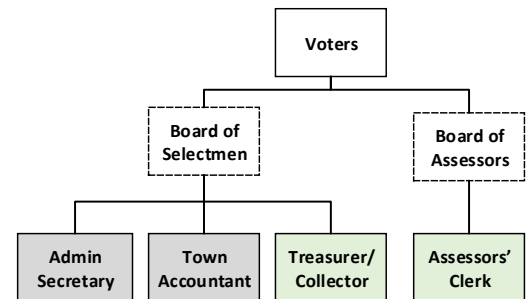 Voters
Board of
Selectmen
Board of
Assessors
Admin
Secretary
Town
Accountant
Treasurer/
Collector
Assessors’
Clerk